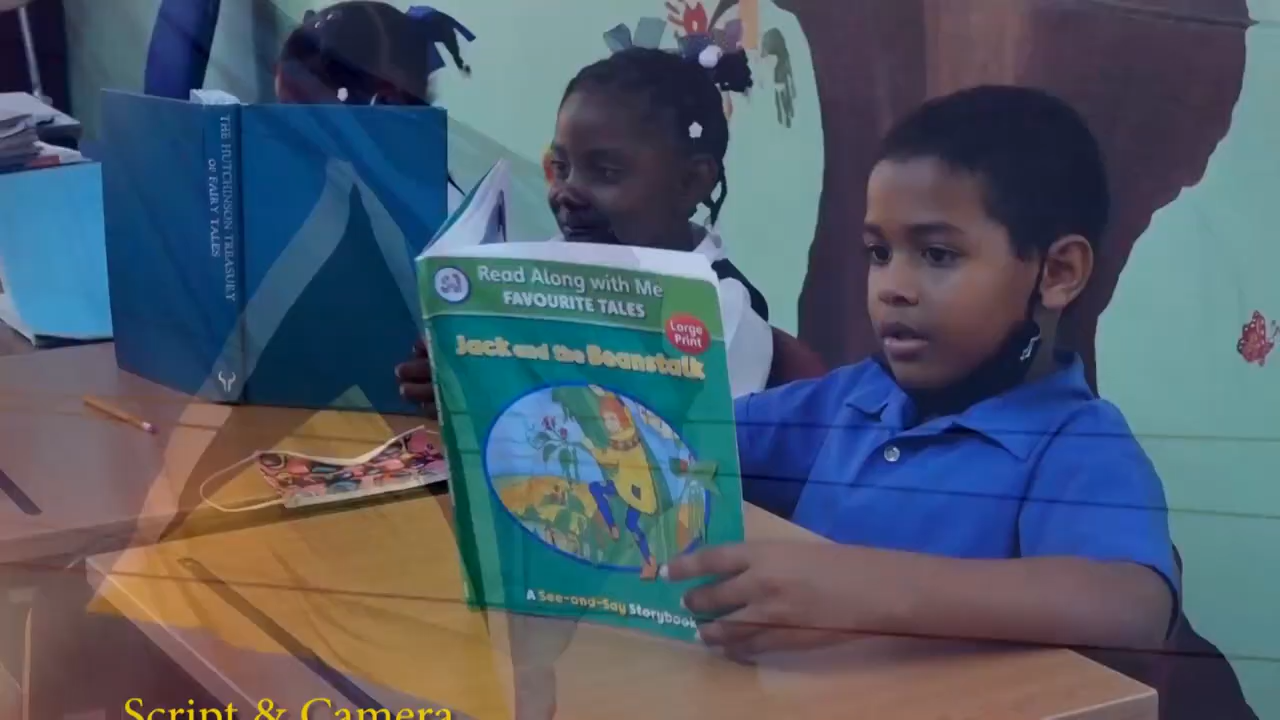 THE HUTCHINSON TREASURY
OF FAIRY TALES
Read Along with Me
FAVOURITE TALES
Large
Print
Jack and the Beanstalk
A See-and-Say Storybook
Script & Camera